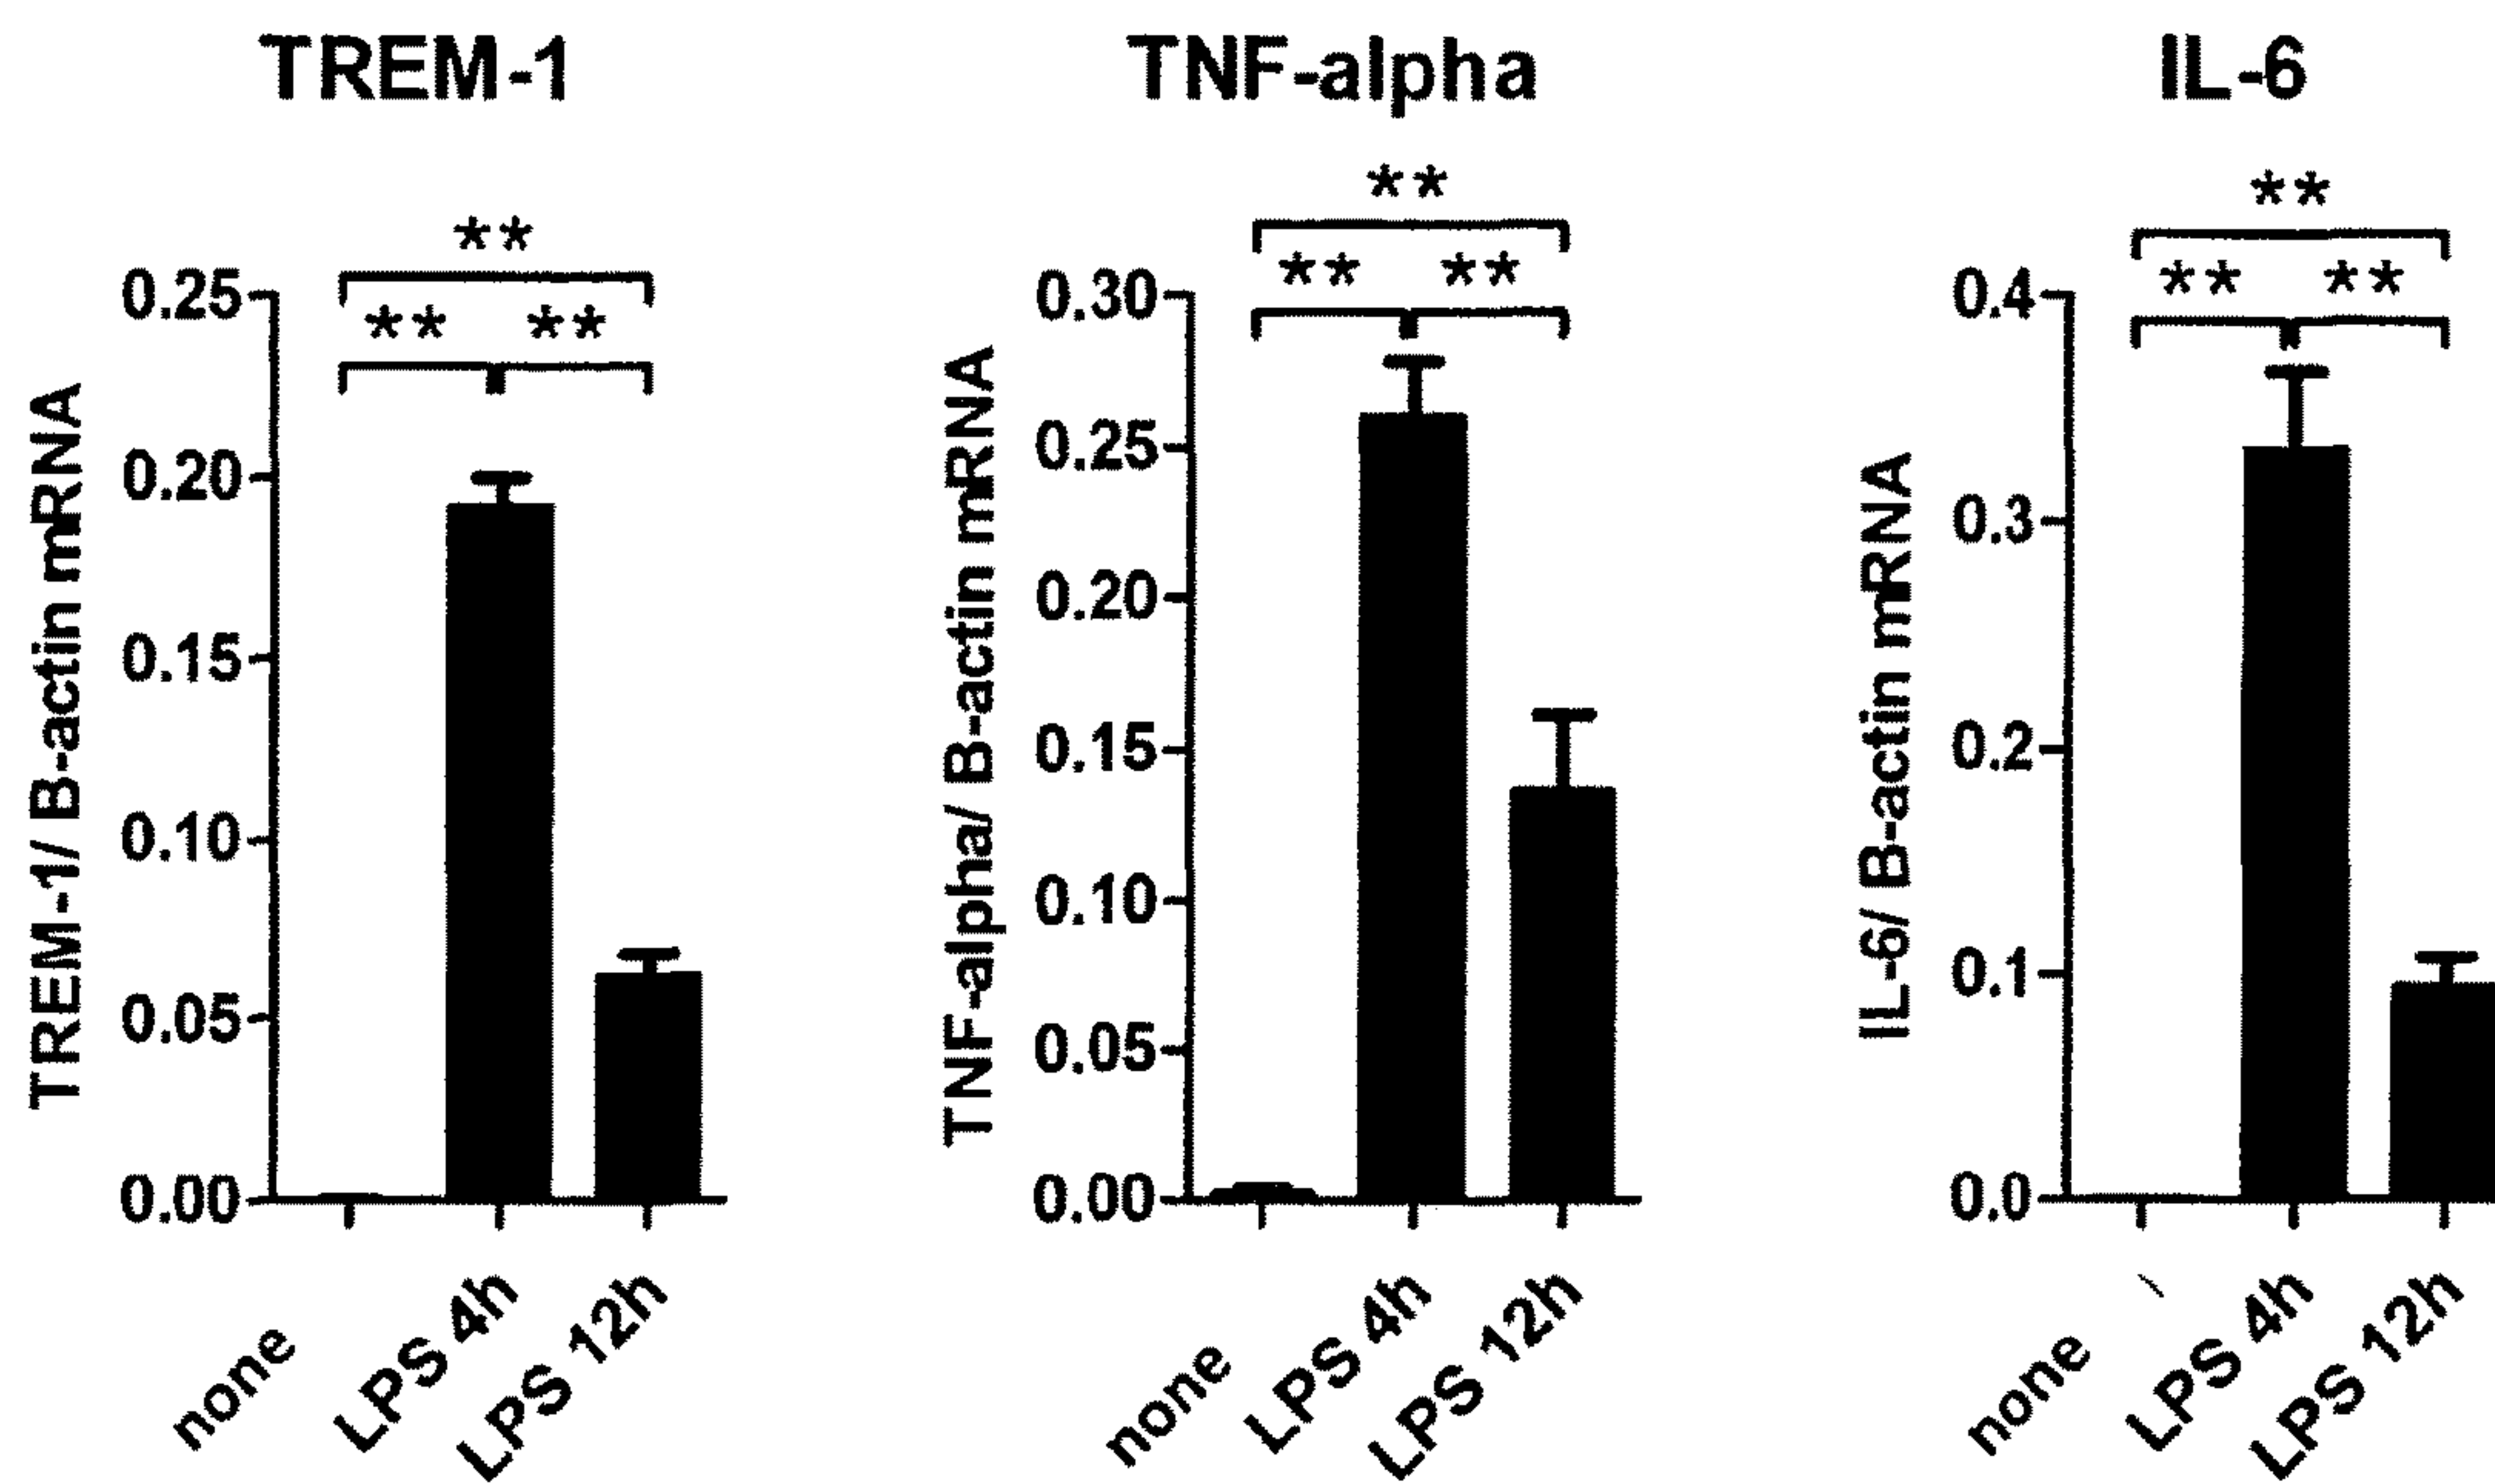 TREM-1
**
** **
TREM-1/ B-actin mRNA
0.25
0.20
0.15
0.10
0.05
0.00
none
LPS 4h
LPS 12h
TNF-alpha
**
** **
TNF-alpha/ B-actin mRNA
0.30
0.25
0.20
0.15
0.10
0.05
0.00
none
LPS 4h
LPS 12h
IL-6
**
** **
IL-6/ B-actin mRNA
0.4
0.3
0.2
0.1
0.0
none
LPS 4h
LPS 12h